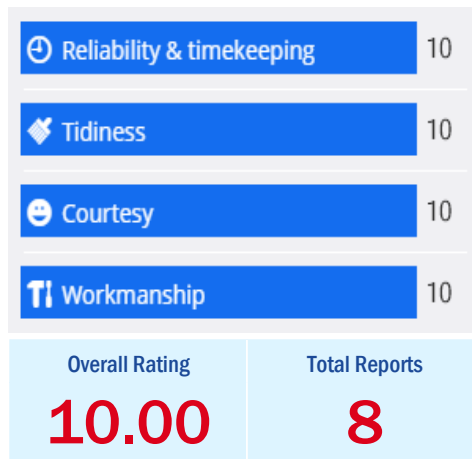 Reliability & timekeeping 10
Tidiness 10
Courtesy 10
Workmanship 10
Overall Rating Total Reports
10.00 8